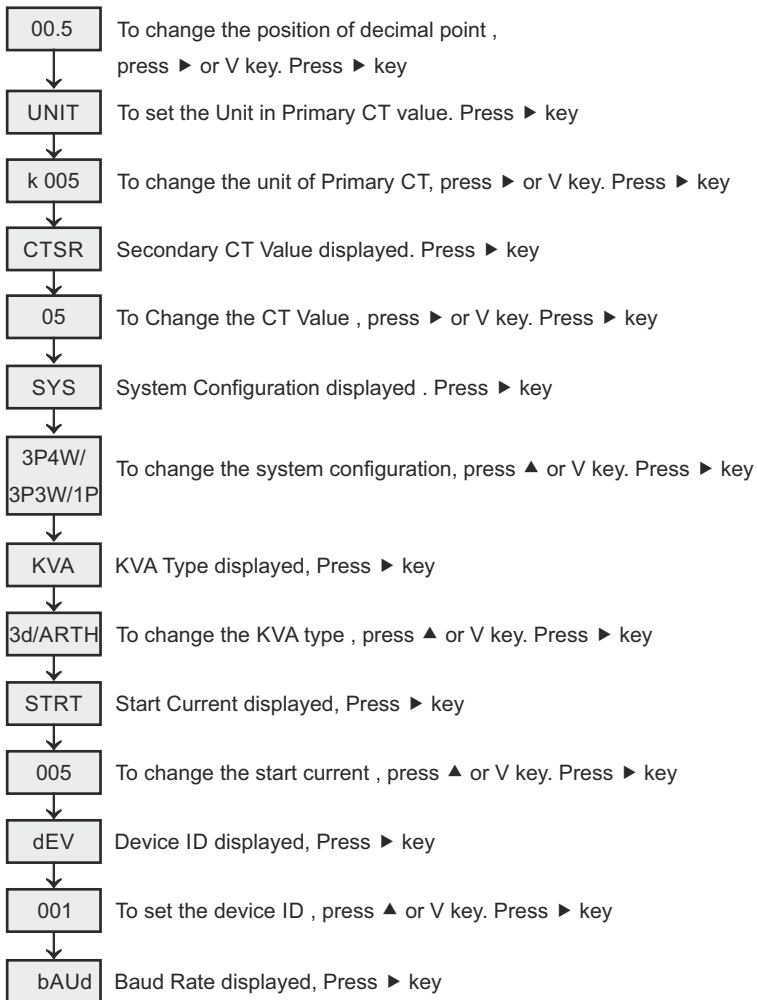 00.5 To change the position of decimal point ,
press ► or V key. Press ► key
UNIT To set the Unit in Primary CT value. Press ► key
k 005 To change the unit of Primary CT, press ► or V key. Press ► key
CTSR Secondary CT Value displayed. Press ► key
05 To Change the CT Value , press ► or V key. Press ► key
SYS System Configuration displayed . Press ► key
3P4W/
3P3W/1P To change the system configuration, press ▲ or V key. Press ► key
KVA KVA Type displayed, Press ► key
3d/ARTH To change the KVA type , press ▲ or V key. Press ► key
STRT Start Current displayed, Press ► key
005 To change the start current , press ▲ or V key. Press ► key
dEV Device ID displayed, Press ► key
001 To set the device ID , press ▲ or V key. Press ► key
bAUd Baud Rate displayed, Press ► key